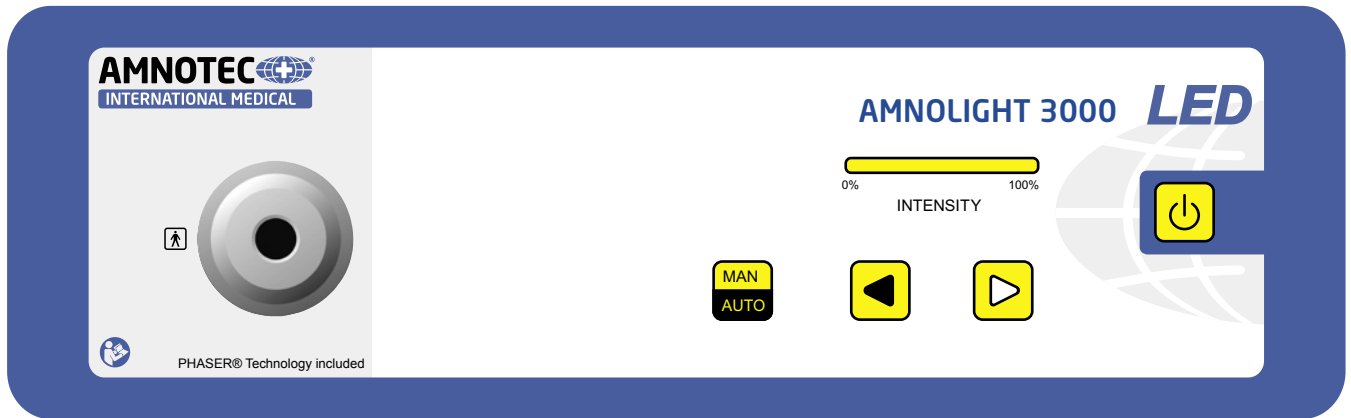 AMNOTEC®
INTERNATIONAL MEDICAL
AMNOLIGHT 3000 LED
0% 100%
INTENSITY
MAN
AUTO
PHASER® Technology included